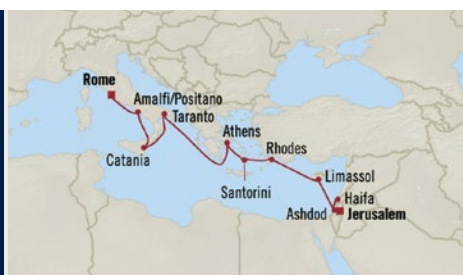 Rome
Amalfi/Positano
Taranto
Catania
Athens
Rhodes
Santorini
Limassol
Haifa
Ashdod
Jerusalem